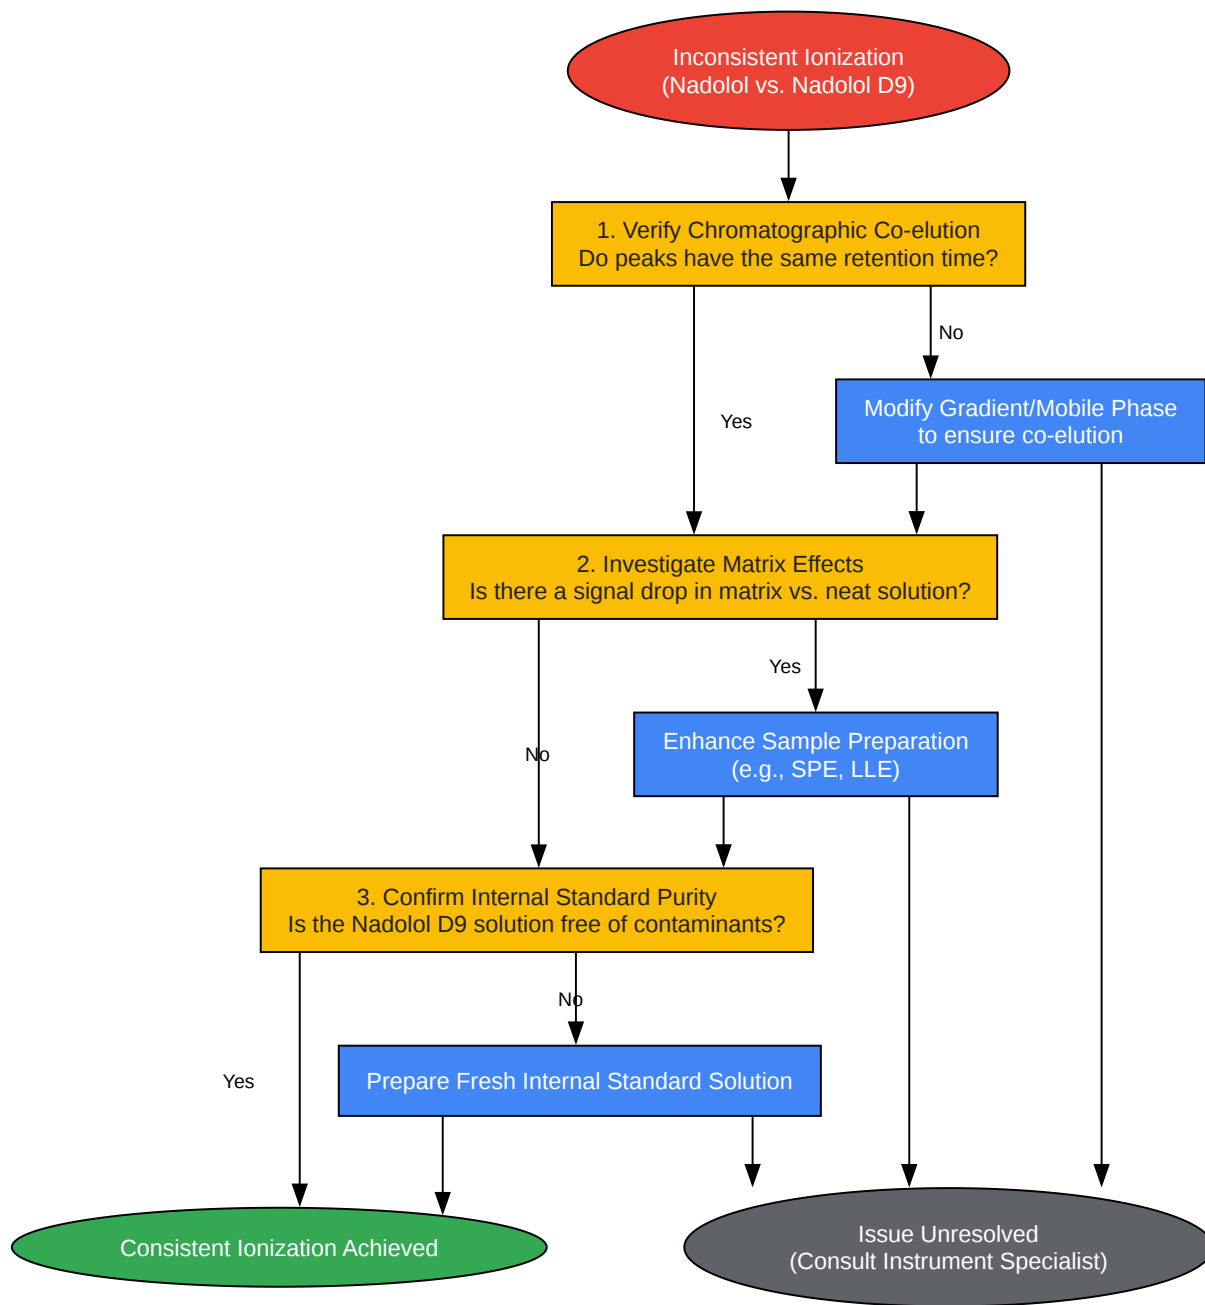 Inconsistent Ionization
(Nadolol vs. Nadolol D9)
1. Verify Chromatographic Co-elution
Do peaks have the same retention time?
No
Yes
Modify Gradient/Mobile Phase
to ensure co-elution
2. Investigate Matrix Effects
Is there a signal drop in matrix vs. neat solution?
Yes
No
Enhance Sample Preparation
(e.g., SPE, LLE)
3. Confirm Internal Standard Purity
Is the Nadolol D9 solution free of contaminants?
No
Yes
Prepare Fresh Internal Standard Solution
Consistent Ionization Achieved
Issue Unresolved
(Consult Instrument Specialist)